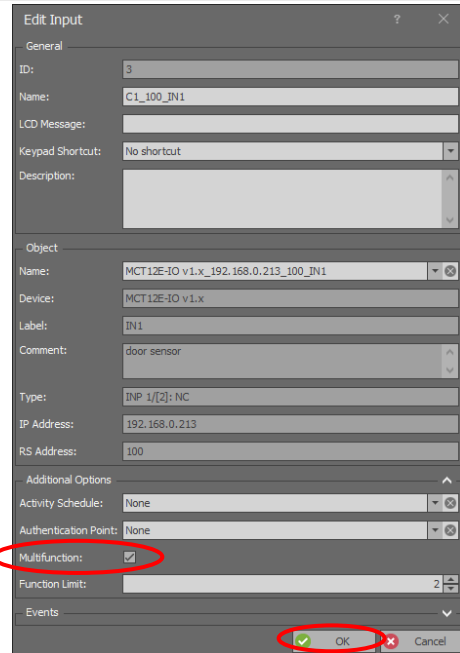 Edit Input ?
General
ID: 3
Name: C1_100_IN1
LCD Message:
Keypad Shortcut: No shortcut
Description:
Object
Name: MCT12E-IO v1.x_192.168.0.213_100_IN1
Device: MCT12E-IO v1.x
Label: IN1
Comment: door sensor
Type: INP 1/[2]: NC
IP Address: 192.168.0.213
RS Address: 100
Additional Options
Activity Schedule: None
Authentication Point: None
Multifunction:
Function Limit: 2
Events
OK Cancel